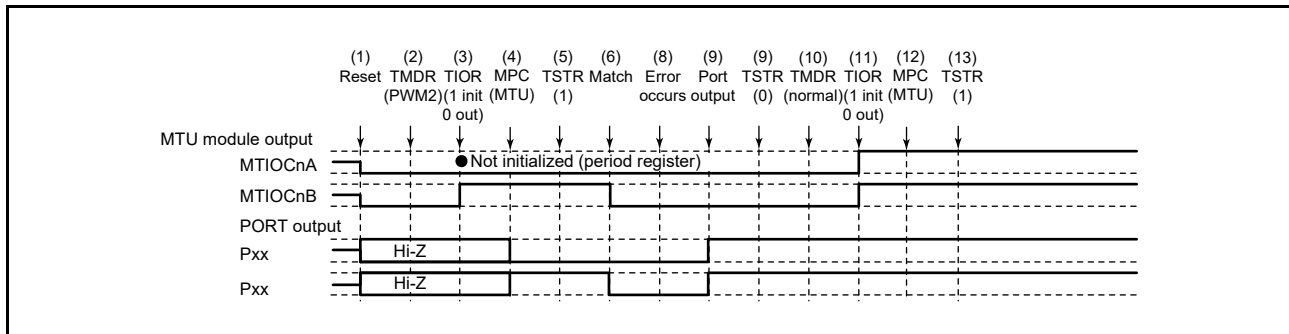 (1) (2) (3) (4) (5) (6) (8) (9) (9) (10) (11) (12) (13)
Reset TMDR TIOR MPC TSTR Match Error Port TSTR TMDR TIOR MPC TSTR
(PWM2) (1 init (MTU) (1) occurs output (0) (normal) (1 init (MTU) (1)
0 out) 0 out)
MTU module output
MTIOCnA
● Not initialized (period register)
MTIOCnB
PORT output
Pxx
Hi-Z
Pxx
Hi-Z